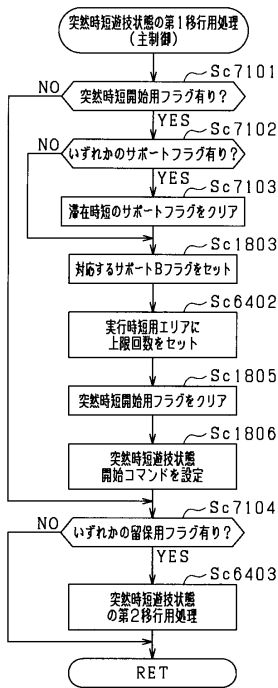 突然時短遊技状態の第1移行用処理
(主制御)
Sc7101
NO
突然時短開始用フラグ有り?
YES
Sc7102
NO
いずれかのサポートフラグ有り?
YES
Sc7103
滞在時短のサポートフラグをクリア
Sc1803
対応するサポートBフラグをセット
Sc6402
実行時短用エリアに
上限回数をセット
Sc1805
突然時短開始用フラグをクリア
Sc1806
突然時短遊技状態
開始コマンドを設定
Sc7104
NO
いずれかの留保用フラグ有り?
YES
Sc6403
突然時短遊技状態
の第2移行用処理
RET